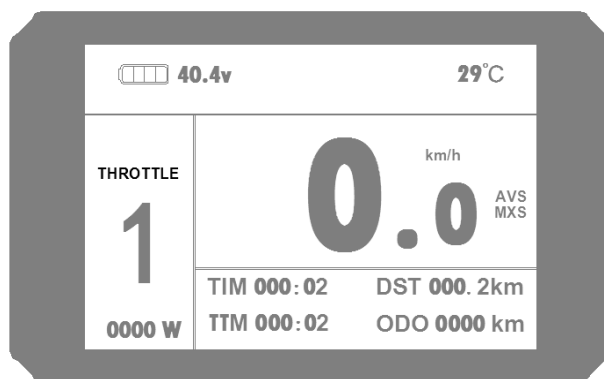 40.4v 29°C
THROTTLE
1
0000 W
km/h
0.0
AVS
MXS
TIM 000:02 DST 000.2km
TTM 000:02 ODO 0000 km